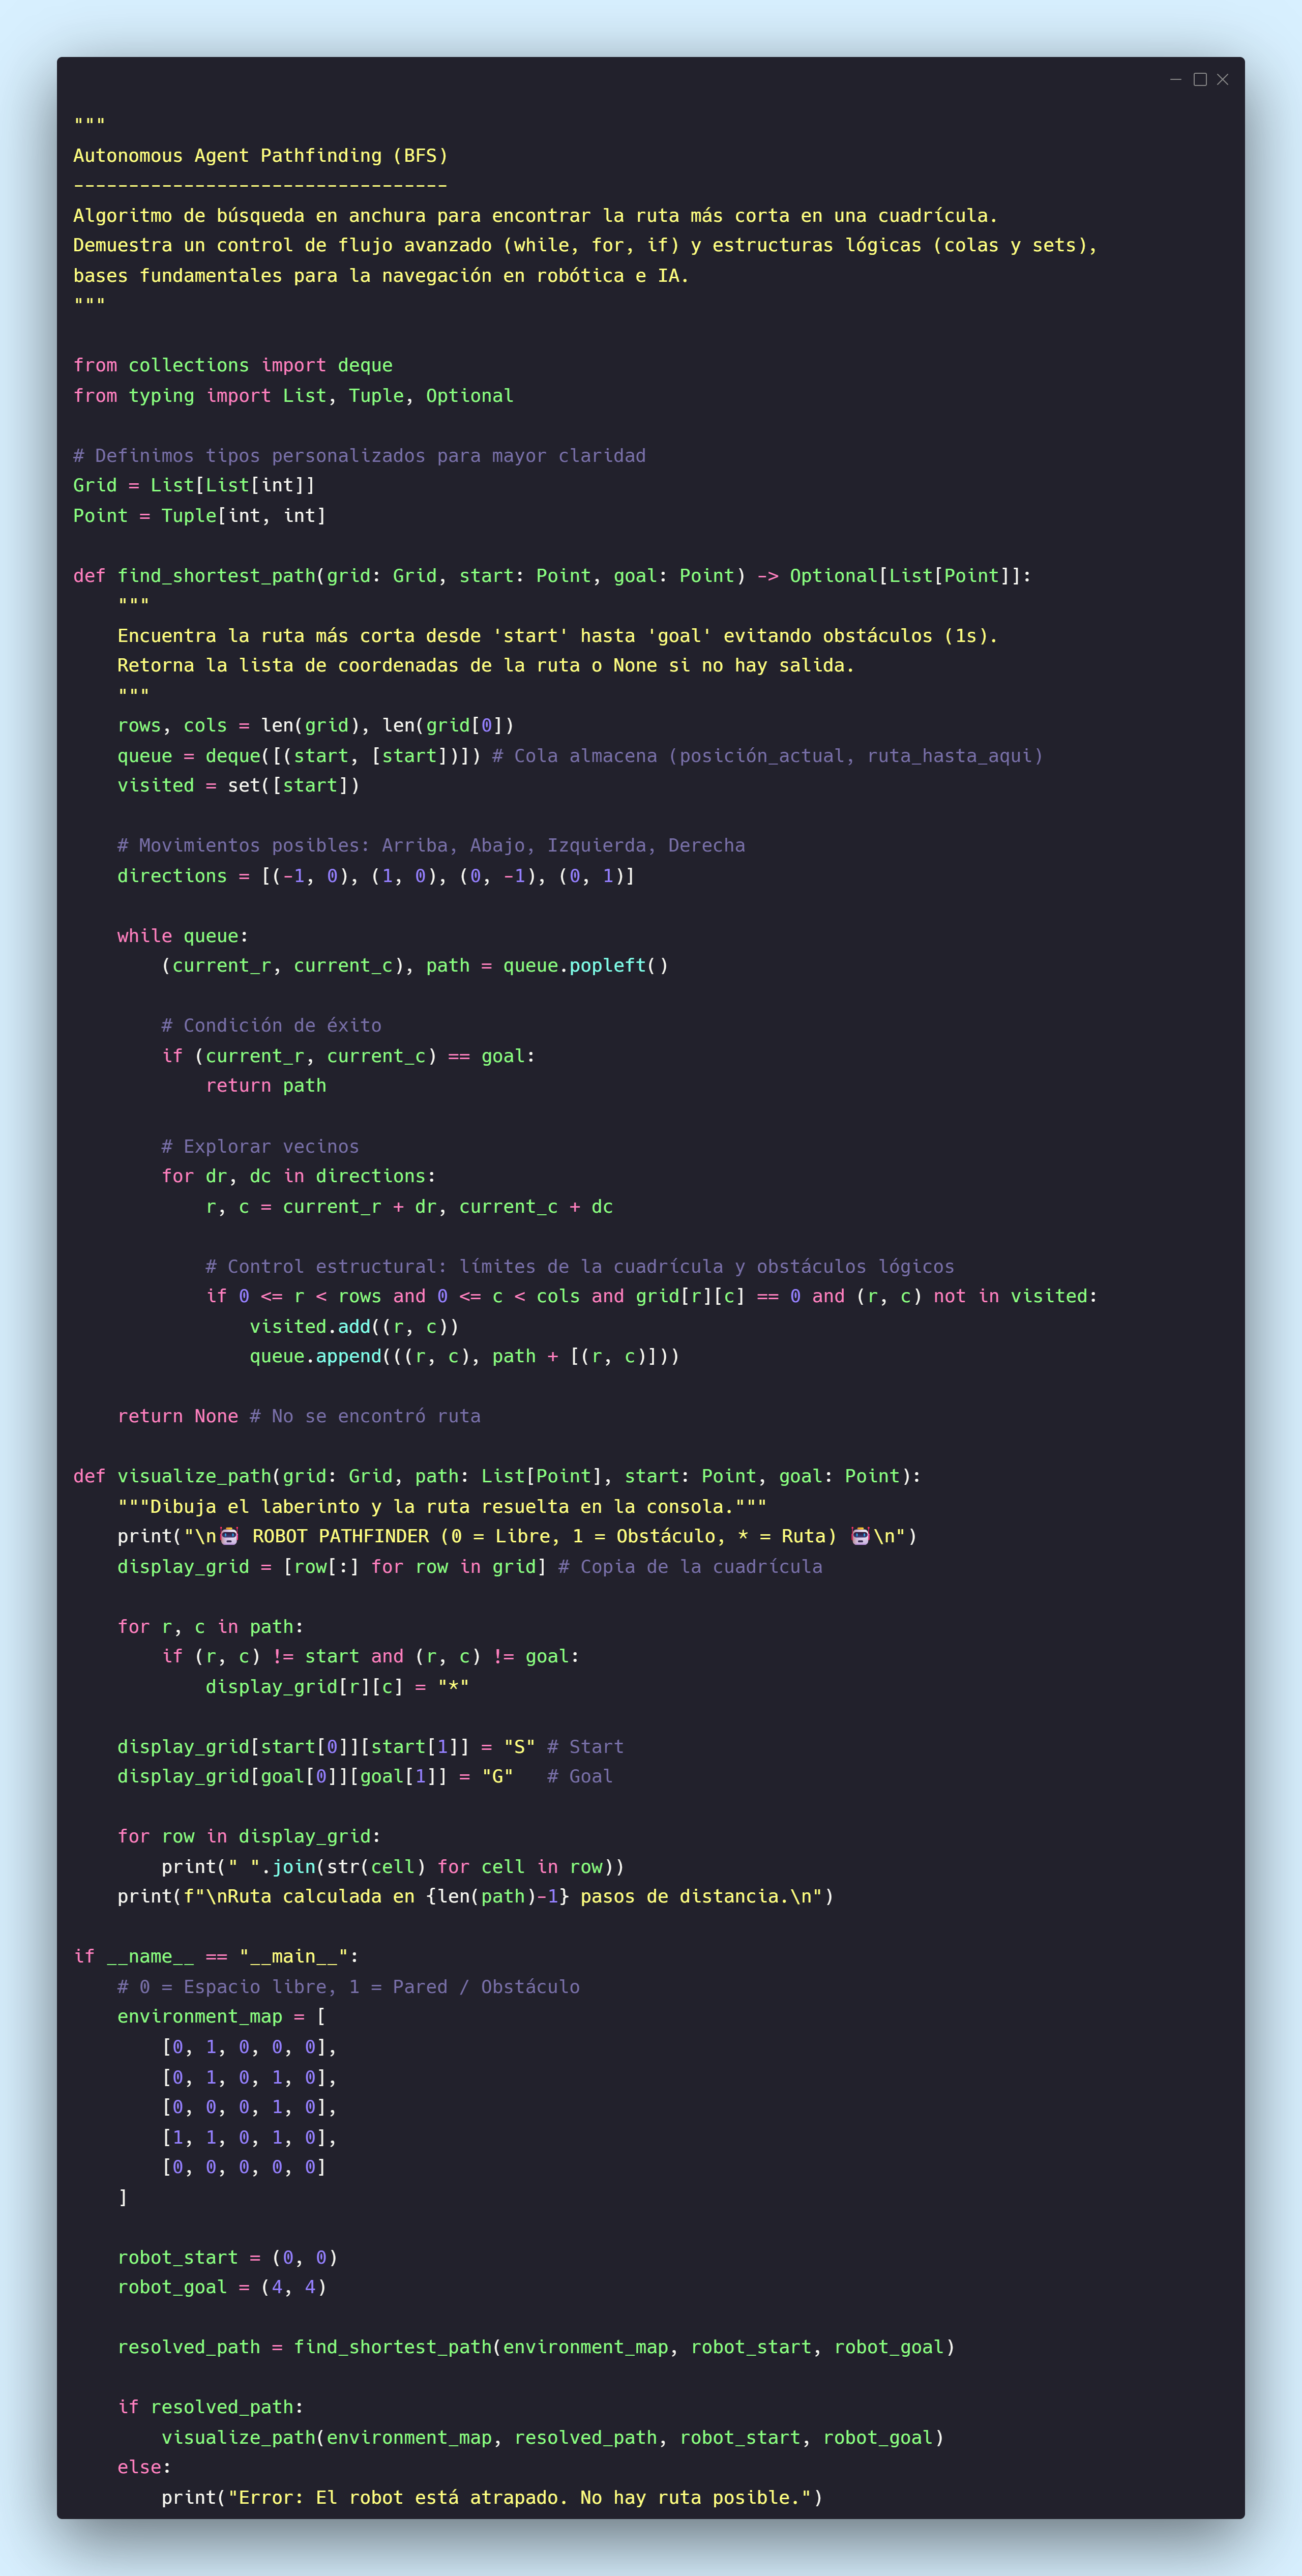 """
Autonomous Agent Pathfinding (BFS)
----------------------------------
Algoritmo de búsqueda en anchura para encontrar la ruta más corta en una cuadrícula.
Demuestra un control de flujo avanzado (while, for, if) y estructuras lógicas (colas y sets),
bases fundamentales para la navegación en robótica e IA.
"""

from collections import deque
from typing import List, Tuple, Optional

# Definimos tipos personalizados para mayor claridad
Grid = List[List[int]]
Point = Tuple[int, int]

def find_shortest_path(grid: Grid, start: Point, goal: Point) -> Optional[List[Point]]:
    """
    Encuentra la ruta más corta desde 'start' hasta 'goal' evitando obstáculos (1s).
    Retorna la lista de coordenadas de la ruta o None si no hay salida.
    """
    rows, cols = len(grid), len(grid[0])
    queue = deque([(start, [start])]) # Cola almacena (posición_actual, ruta_hasta_aqui)
    visited = set([start])

    # Movimientos posibles: Arriba, Abajo, Izquierda, Derecha
    directions = [(-1, 0), (1, 0), (0, -1), (0, 1)]

    while queue:
        (current_r, current_c), path = queue.popleft()

        # Condición de éxito
        if (current_r, current_c) == goal:
            return path

        # Explorar vecinos
        for dr, dc in directions:
            r, c = current_r + dr, current_c + dc

            # Control estructural: límites de la cuadrícula y obstáculos lógicos
            if 0 <= r < rows and 0 <= c < cols and grid[r][c] == 0 and (r, c) not in visited:
                visited.add((r, c))
                queue.append(((r, c), path + [(r, c)]))

    return None # No se encontró ruta

def visualize_path(grid: Grid, path: List[Point], start: Point, goal: Point):
    """Dibuja el laberinto y la ruta resuelta en la consola."""
    print("\n🤖 ROBOT PATHFINDER (0 = Libre, 1 = Obstáculo, * = Ruta) 🤖\n")
    display_grid = [row[:] for row in grid] # Copia de la cuadrícula

    for r, c in path:
        if (r, c) != start and (r, c) != goal:
            display_grid[r][c] = "*"

    display_grid[start[0]][start[1]] = "S" # Start
    display_grid[goal[0]][goal[1]] = "G"   # Goal

    for row in display_grid:
        print(" ".join(str(cell) for cell in row))
    print(f"\nRuta calculada en {len(path)-1} pasos de distancia.\n")

if __name__ == "__main__":
    # 0 = Espacio libre, 1 = Pared / Obstáculo
    environment_map = [
        [0, 1, 0, 0, 0],
        [0, 1, 0, 1, 0],
        [0, 0, 0, 1, 0],
        [1, 1, 0, 1, 0],
        [0, 0, 0, 0, 0]
    ]

    robot_start = (0, 0)
    robot_goal = (4, 4)

    resolved_path = find_shortest_path(environment_map, robot_start, robot_goal)

    if resolved_path:
        visualize_path(environment_map, resolved_path, robot_start, robot_goal)
    else:
        print("Error: El robot está atrapado. No hay ruta posible.")